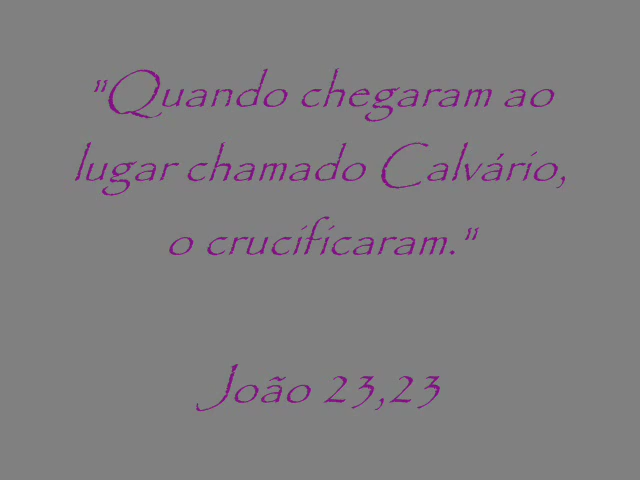 "Quando chegaram ao
lugar chamado Calvário,
o crucificaram."
João 23,23